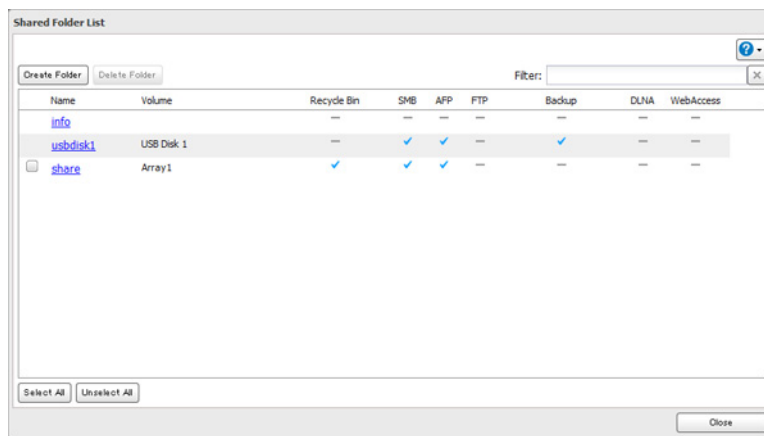 Shared Folder List
Create Folder Delete Folder Filter:
Name Volume Recycle Bin SMB AFP FTP Backup DLNA WebAccess
info — — — — — — —
usbdisk1 USB Disk 1 — ✔ ✔ — ✔ — —
share Array1 ✔ ✔ ✔ — — — —
Select All Unselect All
Close